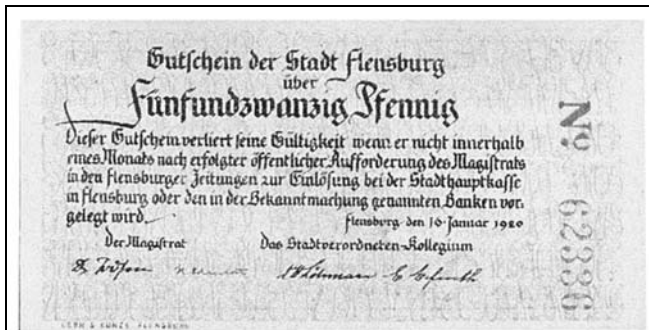 Gutschein der Stadt Flensburg
über
Fünfundzwanzig Pfennig
Dieser Gutschein verliert seine Gültigkeit wenn er nicht innerhalb
eines Monats nach erfolgter öffentlicher Aufforderung des Magistrats
in den Flensburger Zeitungen zur Einlösung bei der Stadthauptkasse
in Flensburg oder den in der Bekanntmachung genannten Banken vor,
gelegt wird.
Flensburg den 16. Januar 1920
Der Magistrat Das Stadtverordneten-Kollegium
№ 62336